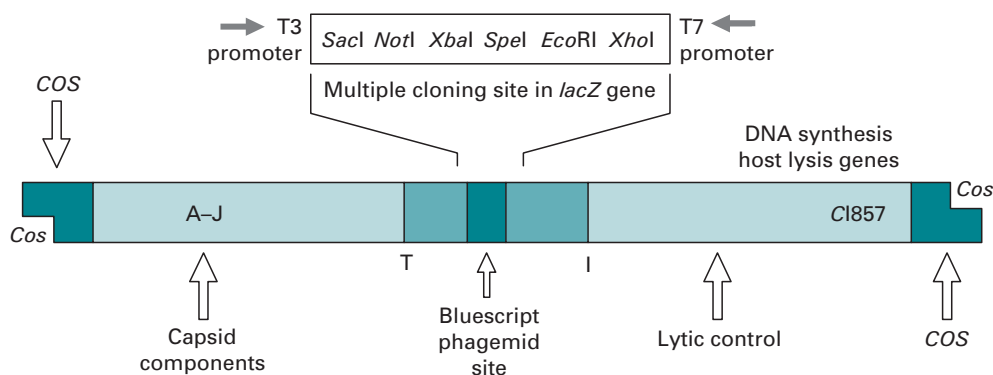 T3
promoter
SacI NotI XbaI SpeI EcoRI XhoI
T7
promoter
Multiple cloning site in lacZ gene
COS
DNA synthesis
host lysis genes
Cos
A–J
CI857
Cos
T
I
Capsid
components
Bluescript
phagemid
site
Lytic control
COS